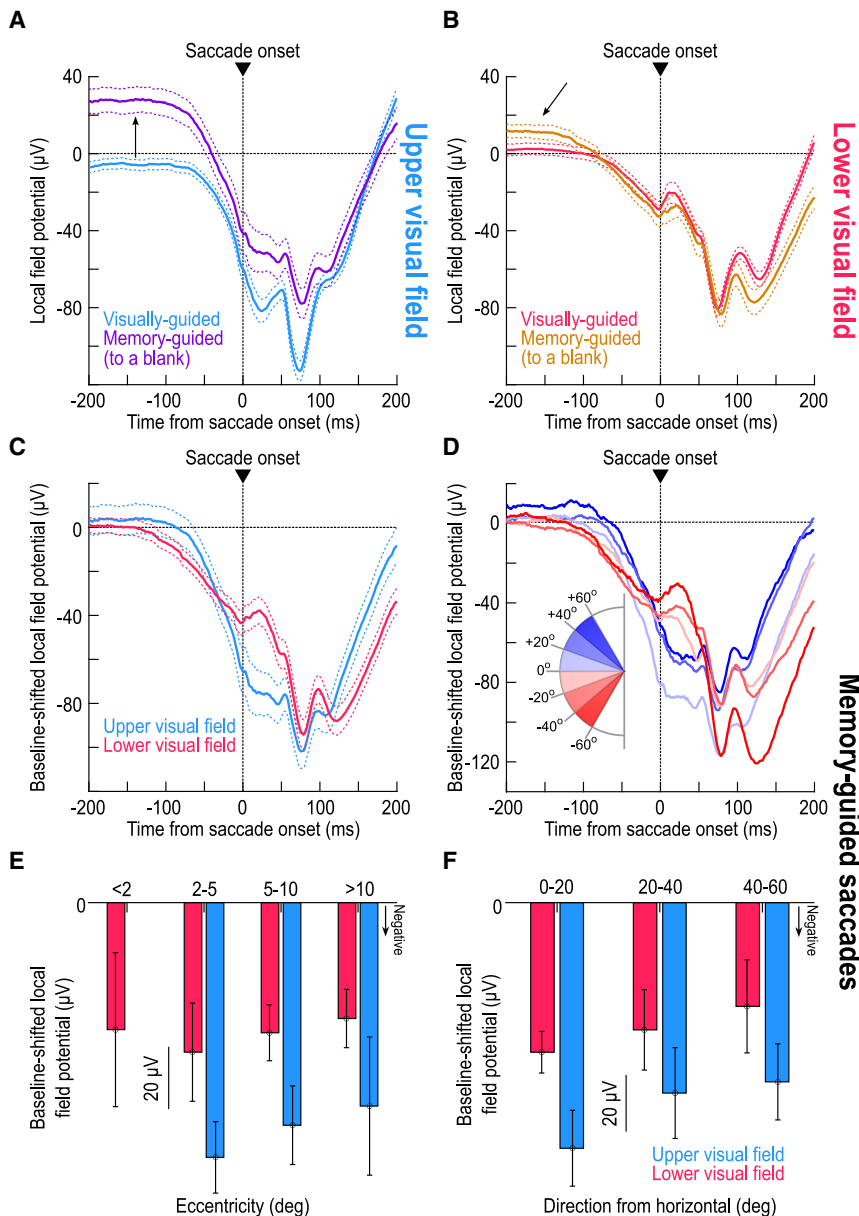 A
Saccade onset
40
0
-40
-80
Local field potential (µV)
Visually-guided
Memory-guided
(to a blank)
-200
-100
0
100
200
Time from saccade onset (ms)
Upper visual field
B
Saccade onset
40
0
-40
-80
Local field potential (µV)
Visually-guided
Memory-guided
(to a blank)
-200
-100
0
100
200
Time from saccade onset (ms)
Lower visual field
C
Saccade onset
0
-40
-80
Baseline-shifted local field potential (µV)
Upper visual field
Lower visual field
-200
-100
0
100
200
Time from saccade onset (ms)
D
Saccade onset
0
-40
-80
-120
Baseline-shifted local field potential (µV)
+60°
+40°
+20°
0°
-20°
-40°
-60°
-200
-100
0
100
200
Time from saccade onset (ms)
Memory-guided saccades
E
<2
2-5
5-10
>10
0
Negative
Baseline-shifted local
field potential (µV)
20 µV
Eccentricity (deg)
F
0-20
20-40
40-60
0
Negative
Baseline-shifted local
field potential (µV)
20 µV
Upper visual field
Lower visual field
Direction from horizontal (deg)